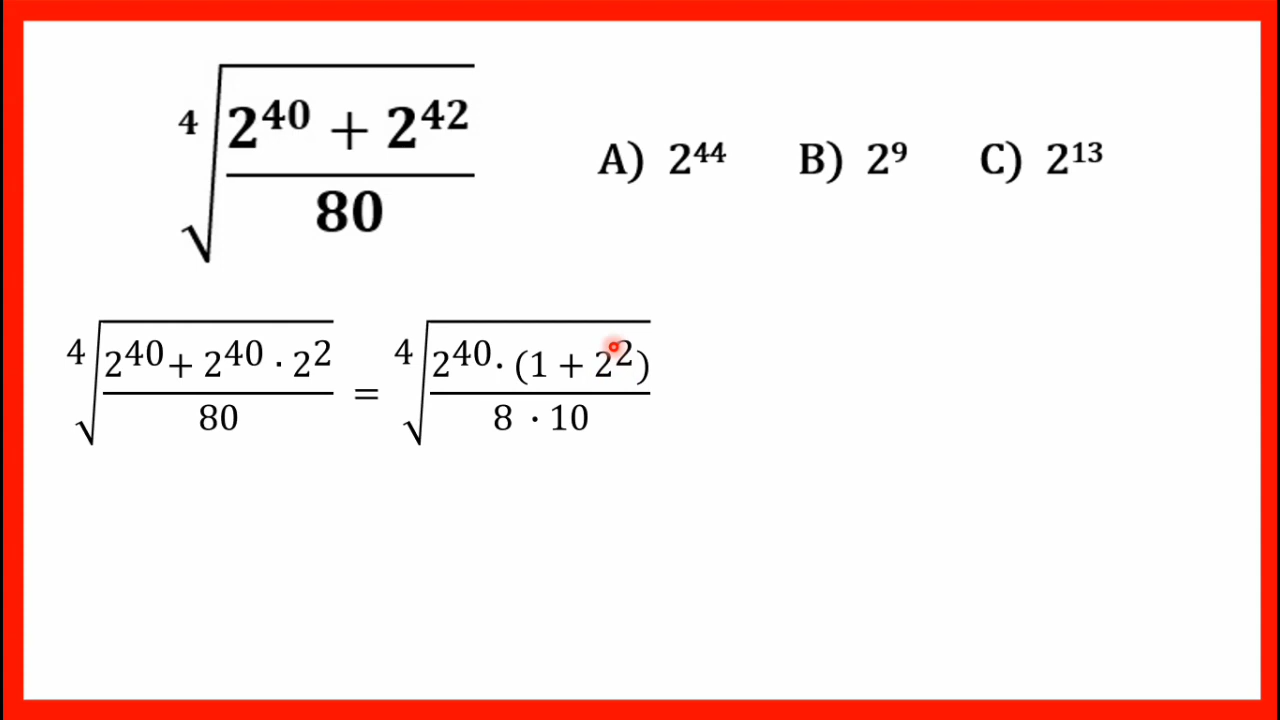 ⁴√((2⁴⁰ + 2⁴²)/80) A) 2⁴⁴ B) 2⁹ C) 2¹³
⁴√((2⁴⁰ + 2⁴⁰ · 2²)/80) = ⁴√((2⁴⁰ · (1 + 2²))/(8 · 10))